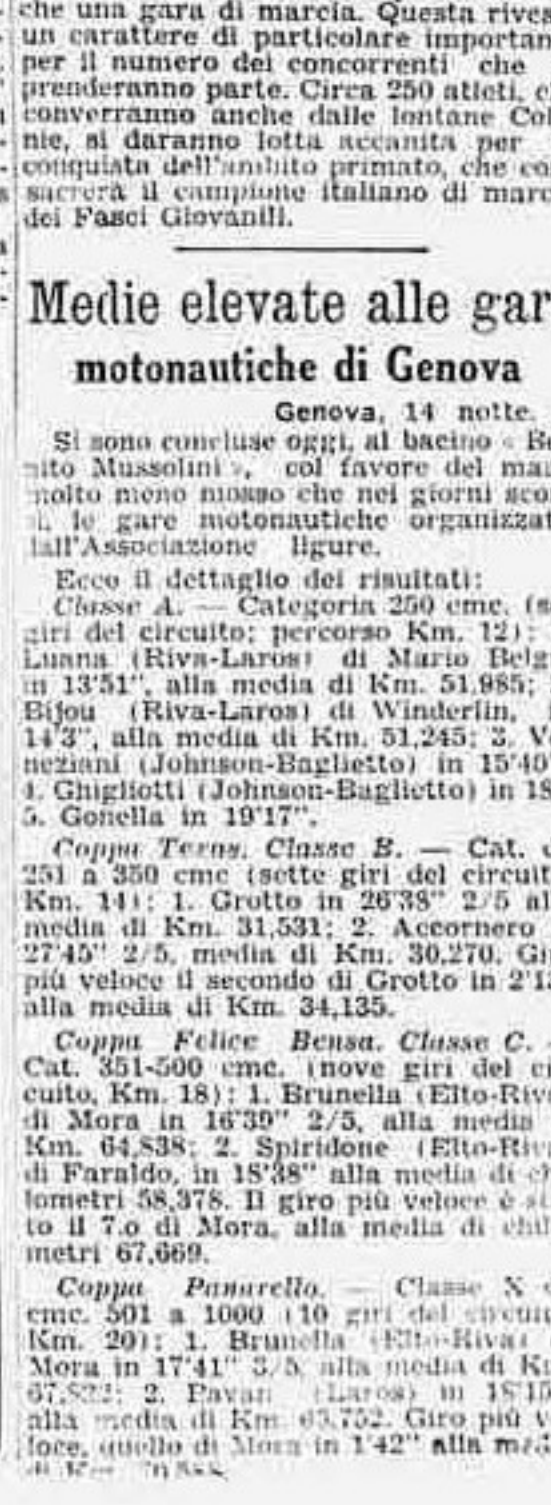 che una gara di marcia. Questa rives
un carattere di particolare importan
per il numero dei concorrenti che
prenderanno parte. Circa 250 atleti, c
converranno anche dalle lontane Col
nie, si daranno lotta accanita per
conquista dell'ambito primato, che co
sacrerà il campione italiano di marc
dei Fasci Giovanili.
Medie elevate alle gar
motonautiche di Genova
Genova, 14 notte.
Si sono concluse oggi, al bacino « Be
nito Mussolini », col favore del mar
molto meno mosso che nei giorni sco
si, le gare motonautiche organizzat
dall'Associazione ligure.
Ecco il dettaglio dei risultati:
Classe A. — Categoria 250 cmc. (s
giri del circuito; percorso Km. 12):
Luana (Riva-Laros) di Mario Belg
in 13'51", alla media di Km. 51,985;
Bijou (Riva-Laros) di Winderlin,
14'3", alla media di Km. 51,245; 3. Ve
neziani (Johnson-Baglietto) in 15'40"
4. Ghigliotti (Johnson-Baglietto) in 18
5. Gonella in 19'17".
Coppa Classe B. — Cat. d
251 a 350 cmc (sette giri del circuit
Km. 14): 1. Grotto in 26'38" 2/5 al
media di Km. 31,531; 2. Accornero
27'45" 2/5, media di Km. 30,270. Gi
più veloce il secondo di Grotto in 2'1
alla media di Km. 34,135.
Coppa Felice Bensa. Classe C. -
Cat. 351-500 cmc. (nove giri del ci
cuito, Km. 18): 1. Brunella (Elto-Riv
di Mora in 16'39" 2/5, alla media
Km. 64,838; 2. Spiridone (Elto-Riv
di Faraldo, in 18'38" alla media di ch
lometri 58,378. Il giro più veloce è st
to il 7.o di Mora, alla media di chil
metri 67,669.
Coppa Panarello. — Classe X
cmc. 501 a 1000 (10 giri del circui
Km. 20): 1. Brunella (Elto-Riva)
Mora in 17'41" 3/5, alla media di K
67,822; 2. Pavan (Laros) in 18'15
alla media di Km. 65,752. Giro più v
loce, quello di Mora in 1'42" alla me
di